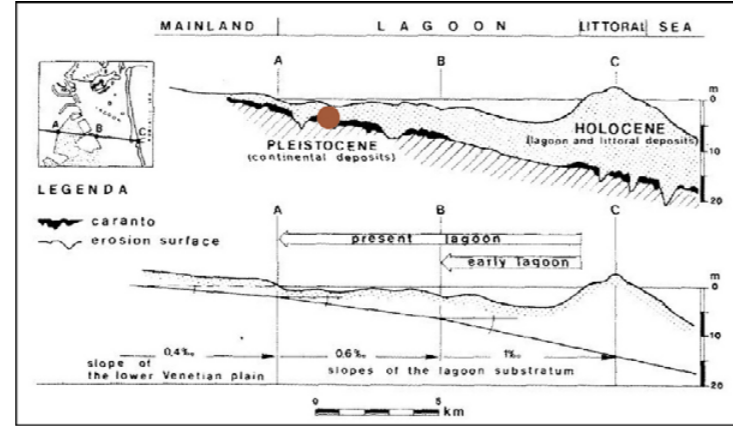 MAINLAND LAGOON LITTORAL SEA
A B C
m
0
10
20
A B C
HOLOCENE
(lagoon and littoral deposits)
PLEISTOCENE
(continental deposits)
LEGENDA
caranto
erosion surface
A B C
present lagoon
early lagoon
m
0
10
20
0,4‰ 0,6‰ 1‰
slope of
the lower Venetian plain
slopes of the lagoon substratum
0 5
km